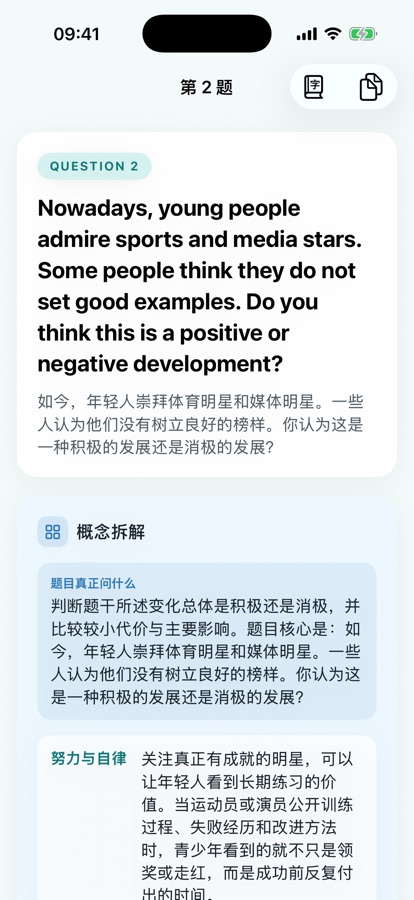 09:41
第 2 题
字
QUESTION 2
Nowadays, young people
admire sports and media stars.
Some people think they do not
set good examples. Do you
think this is a positive or
negative development?
如今，年轻人崇拜体育明星和媒体明星。一些
人认为他们没有树立良好的榜样。你认为这是
一种积极的发展还是消极的发展？
概念拆解
题目真正问什么
判断题干所述变化总体是积极还是消极，并
比较较小代价与主要影响。题目核心是：如
今，年轻人崇拜体育明星和媒体明星。一些
人认为他们没有树立良好的榜样。你认为这
是一种积极的发展还是消极的发展？
努力与自律
关注真正有成就的明星，可以
让年轻人看到长期练习的价
值。当运动员或演员公开训练
过程、失败经历和改进方法
时，青少年看到的就不只是领
奖或走红，而是成功前反复付
出的时间。